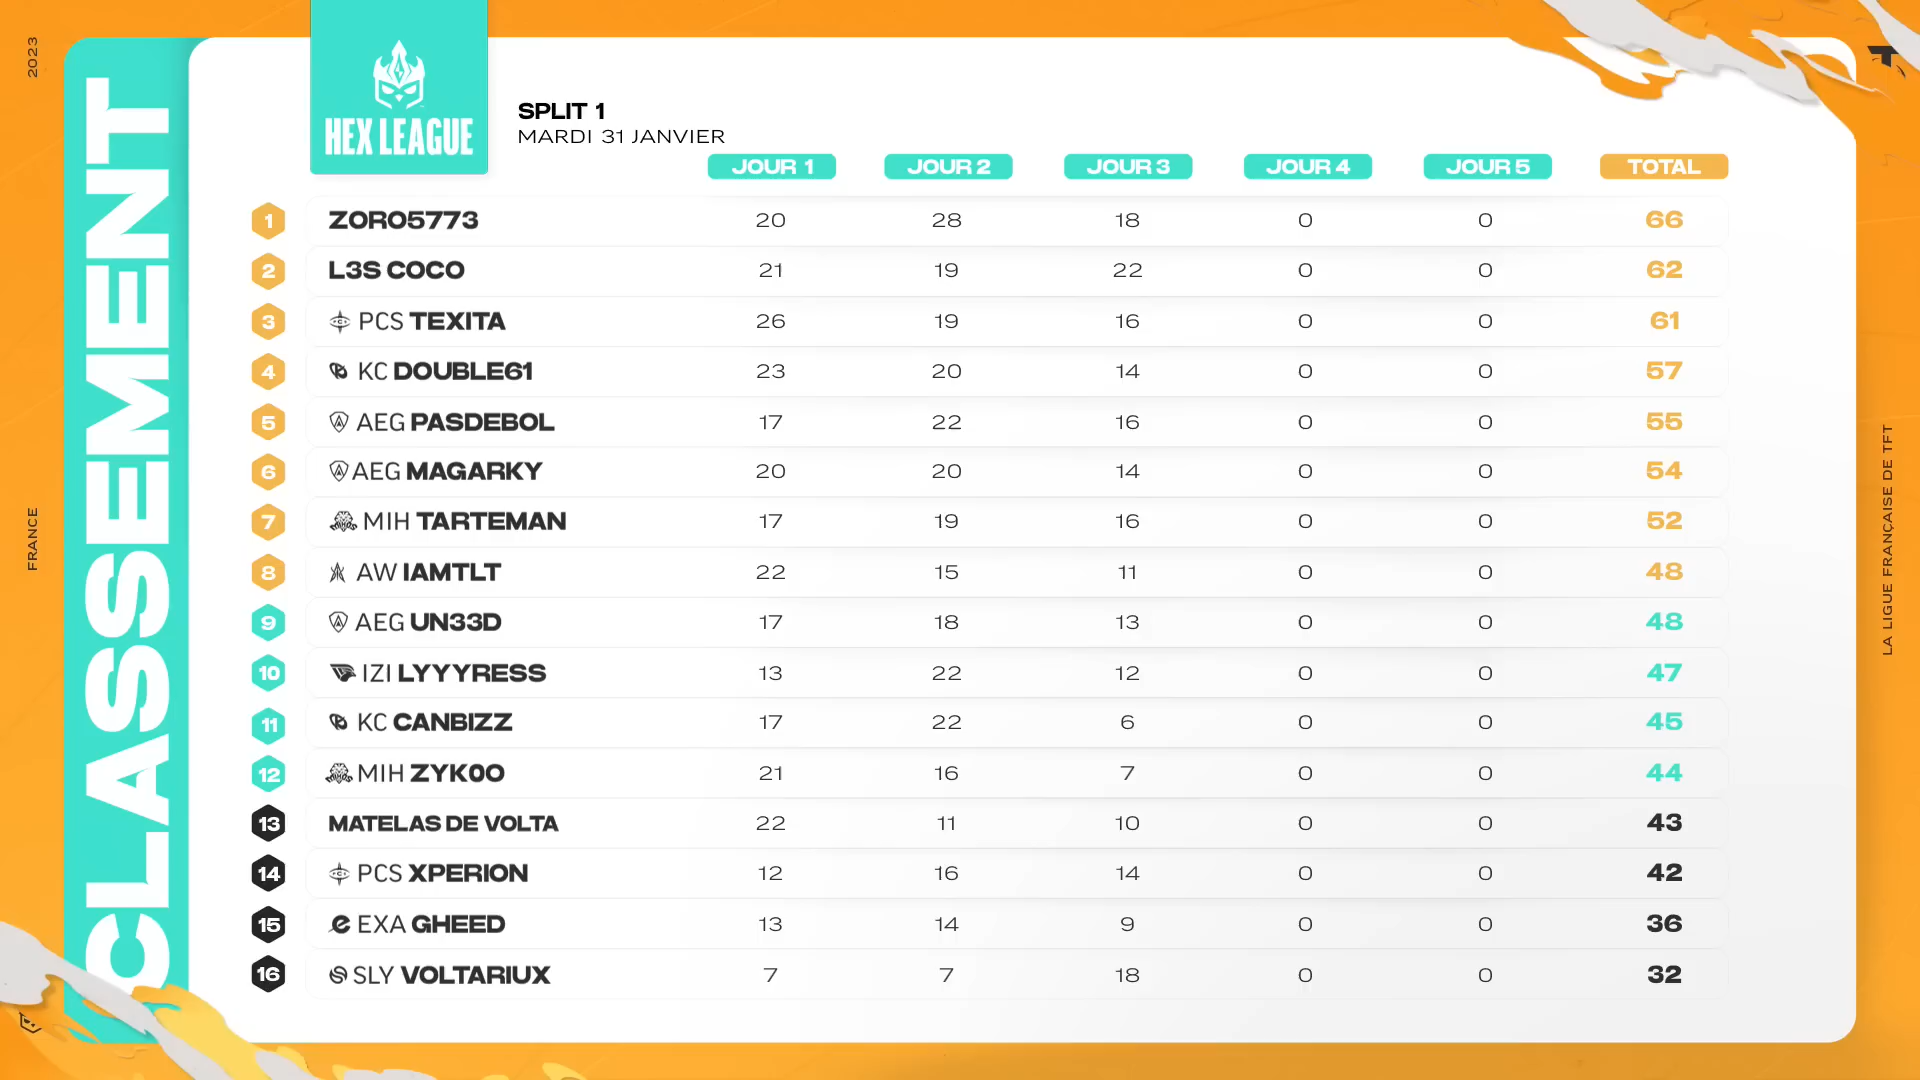 2023
FRANCE
CLASSEMENT
HEX LEAGUE
SPLIT 1
MARDI 31 JANVIER
JOUR 1 JOUR 2 JOUR 3 JOUR 4 JOUR 5 TOTAL
1 ZORO5773 20 28 18 0 0 66
2 L3S COCO 21 19 22 0 0 62
3 PCS TEXITA 26 19 16 0 0 61
4 KC DOUBLE61 23 20 14 0 0 57
5 AEG PASDEBOL 17 22 16 0 0 55
6 AEG MAGARKY 20 20 14 0 0 54
7 MIH TARTEMAN 17 19 16 0 0 52
8 AW IAMTLT 22 15 11 0 0 48
9 AEG UN33D 17 18 13 0 0 48
10 IZI LYYYRESS 13 22 12 0 0 47
11 KC CANBIZZ 17 22 6 0 0 45
12 MIH ZYK0O 21 16 7 0 0 44
13 MATELAS DE VOLTA 22 11 10 0 0 43
14 PCS XPERION 12 16 14 0 0 42
15 EXA GHEED 13 14 9 0 0 36
16 SLY VOLTARIUX 7 7 18 0 0 32
LA LIGUE FRANÇAISE DE TFT